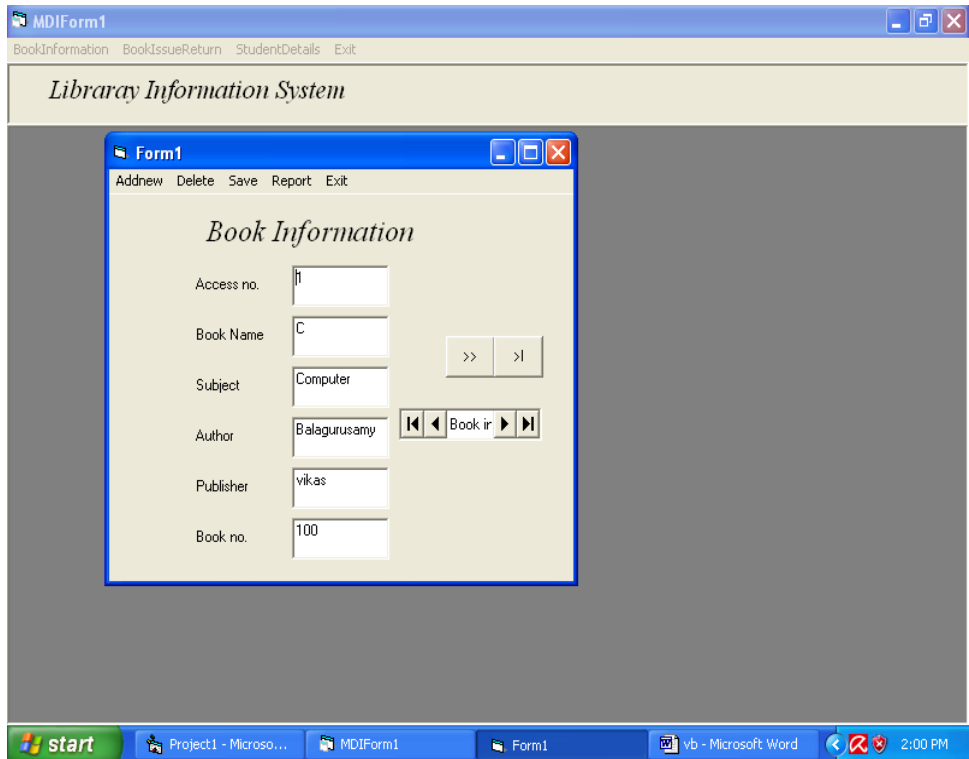 MDIForm1
BookInformation BookIssueReturn StudentDetails Exit
Libraray Information System
Form1
Addnew Delete Save Report Exit
Book Information
Access no. 1
Book Name C
>> >|
Subject Computer
Author Balagurusamy
Book ir
Publisher vikas
Book no. 100
start Project1 - Microso... MDIForm1 Form1 vb - Microsoft Word 2:00 PM